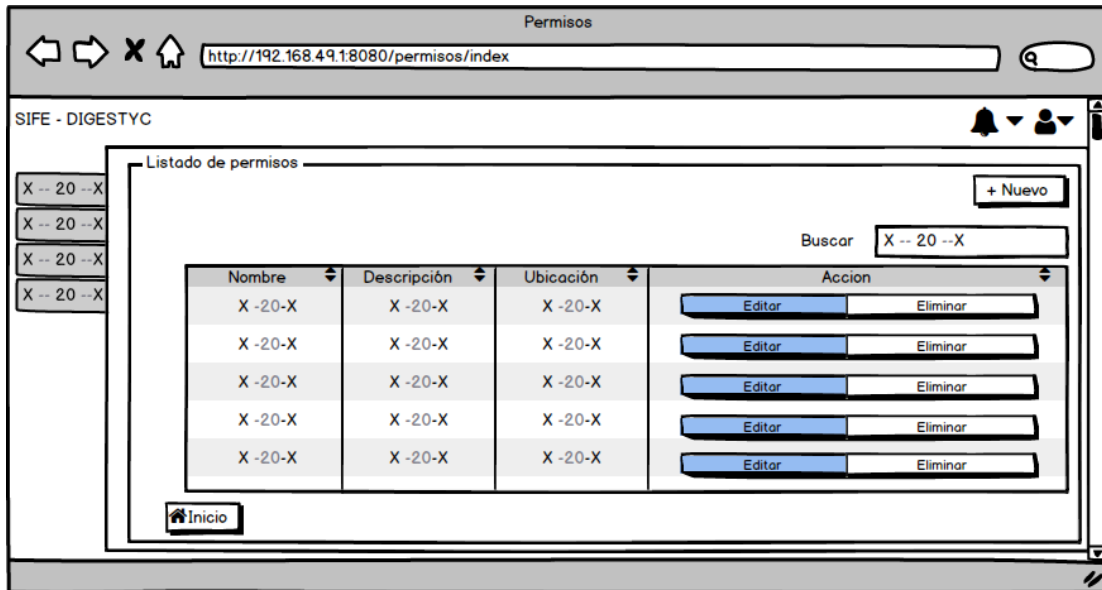 Permisos
http://192.168.49.1:8080/permisos/index
SIFE - DIGESTYC
X -- 20 --X
X -- 20 --X
X -- 20 --X
X -- 20 --X
Listado de permisos
+ Nuevo
Buscar X -- 20 --X
Nombre Descripción Ubicación Accion
X -20-X X -20-X X -20-X Editar Eliminar
X -20-X X -20-X X -20-X Editar Eliminar
X -20-X X -20-X X -20-X Editar Eliminar
X -20-X X -20-X X -20-X Editar Eliminar
X -20-X X -20-X X -20-X Editar Eliminar
Inicio